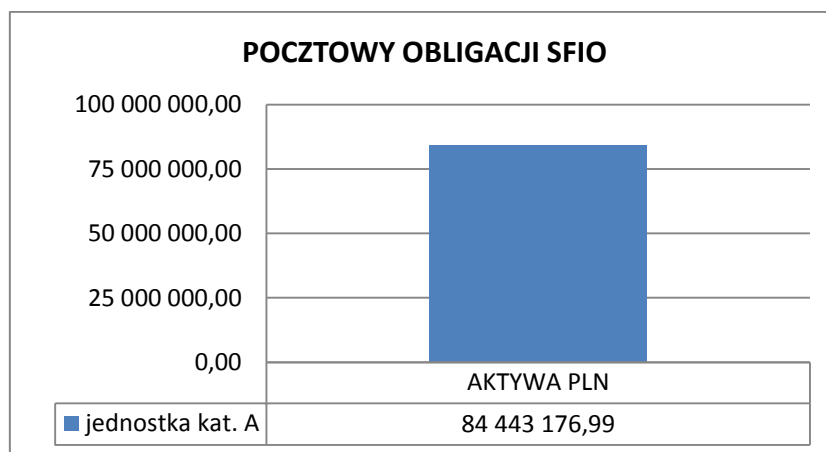 POCZTOWY OBLIGACJI SFIO
100 000 000,00
75 000 000,00
50 000 000,00
25 000 000,00
0,00
AKTYWA PLN
jednostka kat. A 84 443 176,99